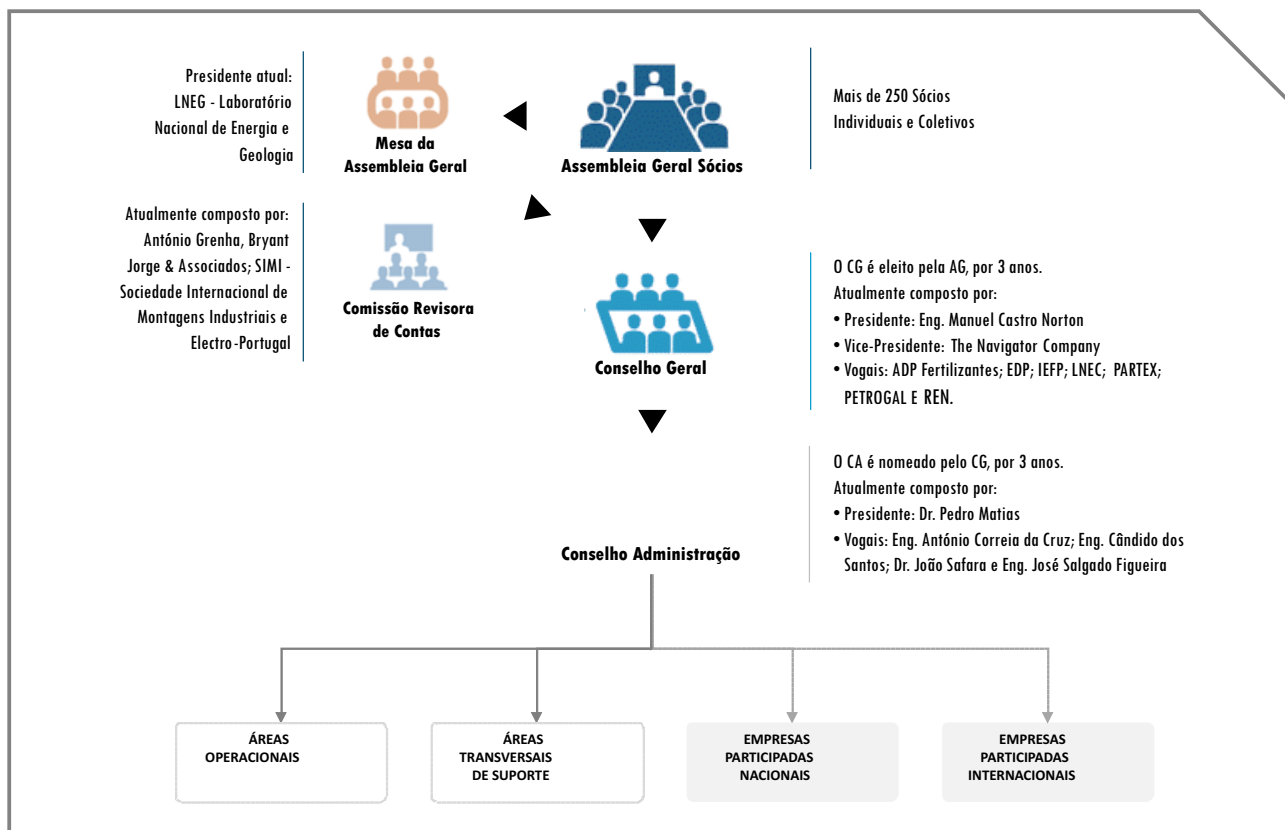 Presidente atual:
LNEG - Laboratório
Nacional de Energia e
Geologia
Mesa da
Assembleia Geral
Assembleia Geral Sócios
Mais de 250 Sócios
Individuais e Coletivos
Atualmente composto por:
António Grenha, Bryant
Jorge & Associados; SIMI -
Sociedade Internacional de
Montagens Industriais e
Electro-Portugal
Comissão Revisora
de Contas
Conselho Geral
O CG é eleito pela AG, por 3 anos.
Atualmente composto por:
• Presidente: Eng. Manuel Castro Norton
• Vice-Presidente: The Navigator Company
• Vogais: ADP Fertilizantes; EDP; IEFP; LNEC; PARTEX;
PETROGAL E REN.
Conselho Administração
O CA é nomeado pelo CG, por 3 anos.
Atualmente composto por:
• Presidente: Dr. Pedro Matias
• Vogais: Eng. António Correia da Cruz; Eng. Cândido dos
Santos; Dr. João Safara e Eng. José Salgado Figueira
ÁREAS
OPERACIONAIS
ÁREAS
TRANSVERSAIS
DE SUPORTE
EMPRESAS
PARTICIPADAS
NACIONAIS
EMPRESAS
PARTICIPADAS
INTERNACIONAIS